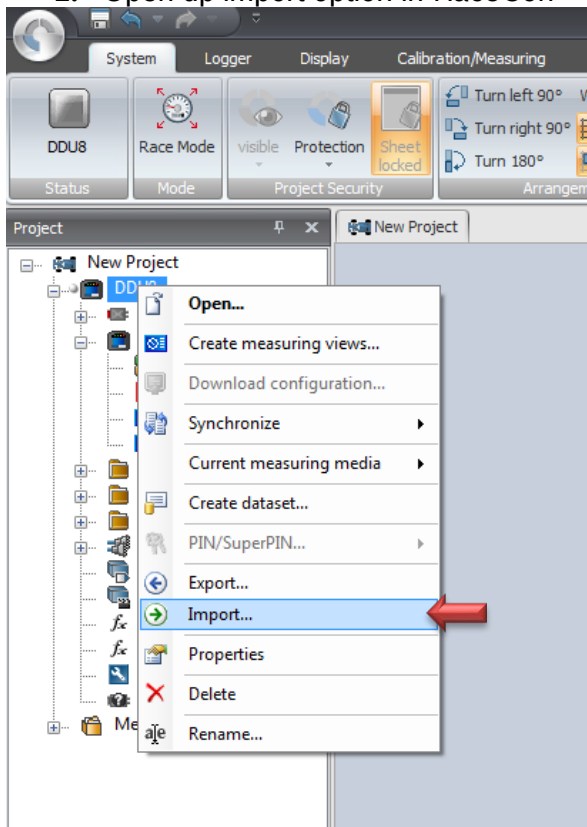 System Logger Display Calibration/Measuring
Turn left 90°
DDU8 Race Mode visible Protection Sheet locked Turn right 90°
Turn 180°
Status Mode Project Security
Project New Project
New Project
Open...
Create measuring views...
Download configuration...
Synchronize
Current measuring media
Create dataset...
PIN/SuperPIN...
Export...
Import...
fx
fx Properties
Delete
Rename...